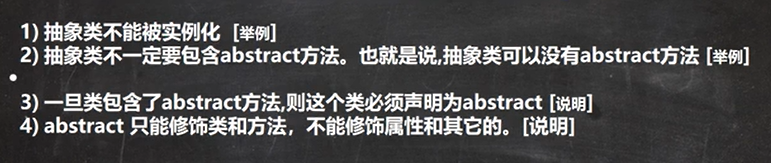 1) 抽象类不能被实例化 [举例]
2) 抽象类不一定要包含abstract方法。也就是说,抽象类可以没有abstract方法 [举例]
3) 一旦类包含了abstract方法,则这个类必须声明为abstract [说明]
4) abstract 只能修饰类和方法，不能修饰属性和其它的。[说明]